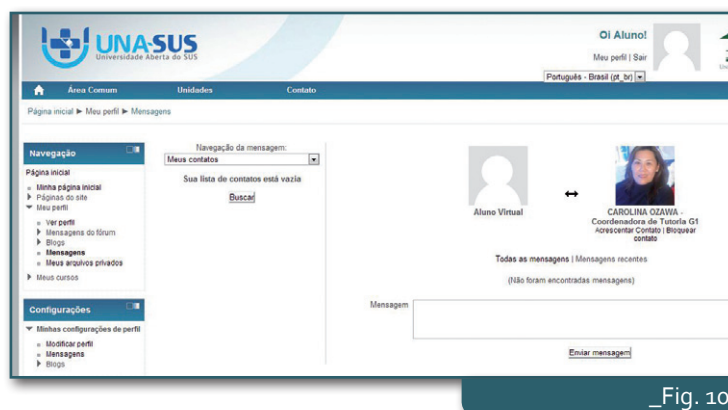 UNA-SUS
Universidade Aberta do SUS
Oi Aluno!
Meu perfil | Sair
Português - Brasil (pt_br)
Área Comum
Unidades
Contato
Página inicial ► Meu perfil ► Mensagens
Navegação
Página inicial
Minha página inicial
Páginas do site
Meu perfil
Ver perfil
Mensagens do fórum
Blogs
Mensagens
Meus arquivos privados
Meus cursos
Configurações
Minhas configurações de perfil
Modificar perfil
Mensagens
Blogs
Navegação da mensagem:
Meus contatos
Sua lista de contatos está vazia
Buscar
Aluno Virtual
CAROLINA OZAWA -
Coordenadora de Tutoria G1
Acrescentar Contato | Bloquear
contato
Todas as mensagens | Mensagens recentes
(Não foram encontradas mensagens)
Mensagem
Enviar mensagem
_Fig. 10